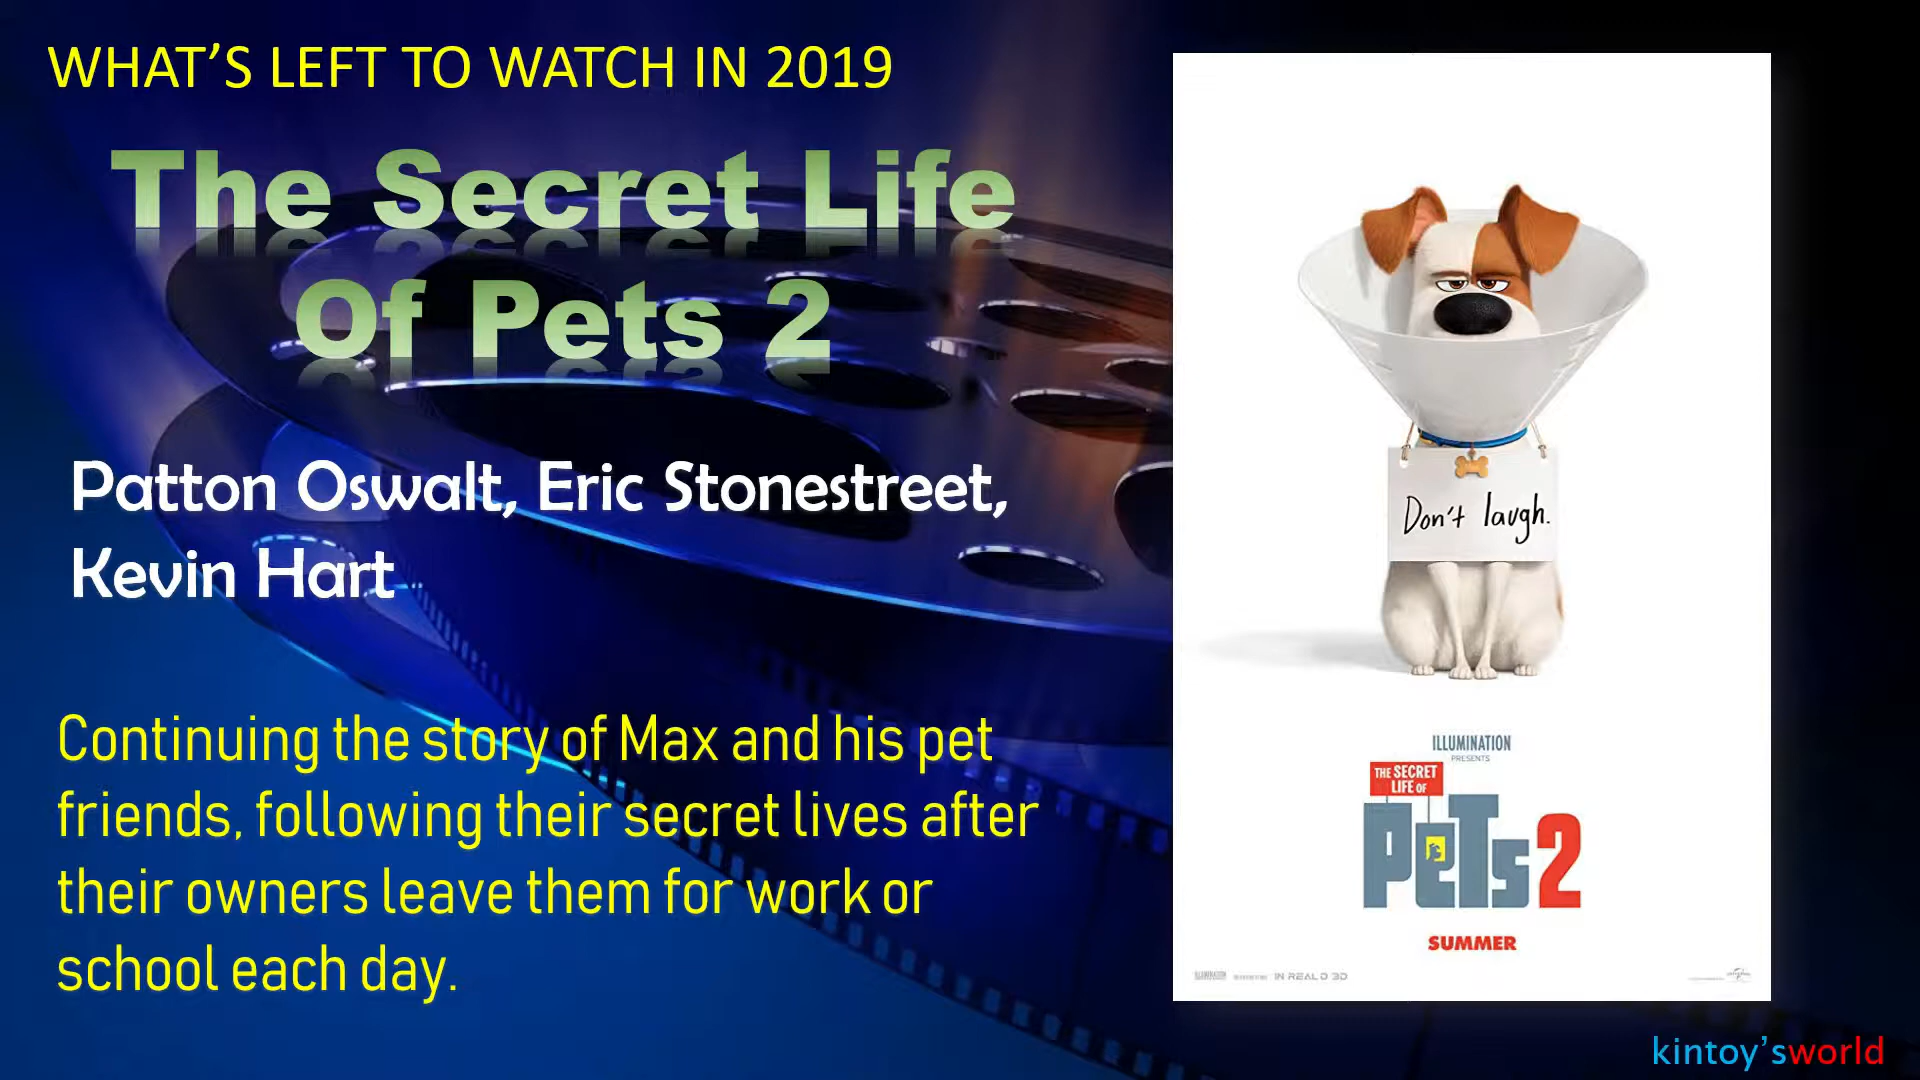 WHAT'S LEFT TO WATCH IN 2019
The Secret Life
Of Pets 2
Patton Oswalt, Eric Stonestreet,
Kevin Hart
Continuing the story of Max and his pet
friends, following their secret lives after
their owners leave them for work or
school each day.
Don't laugh.
ILLUMINATION
PRESENTS
THE SECRET
LIFE OF
PeTs 2
SUMMER
ILLUMINATION
IN REAL D 3D
kintoy'sworld